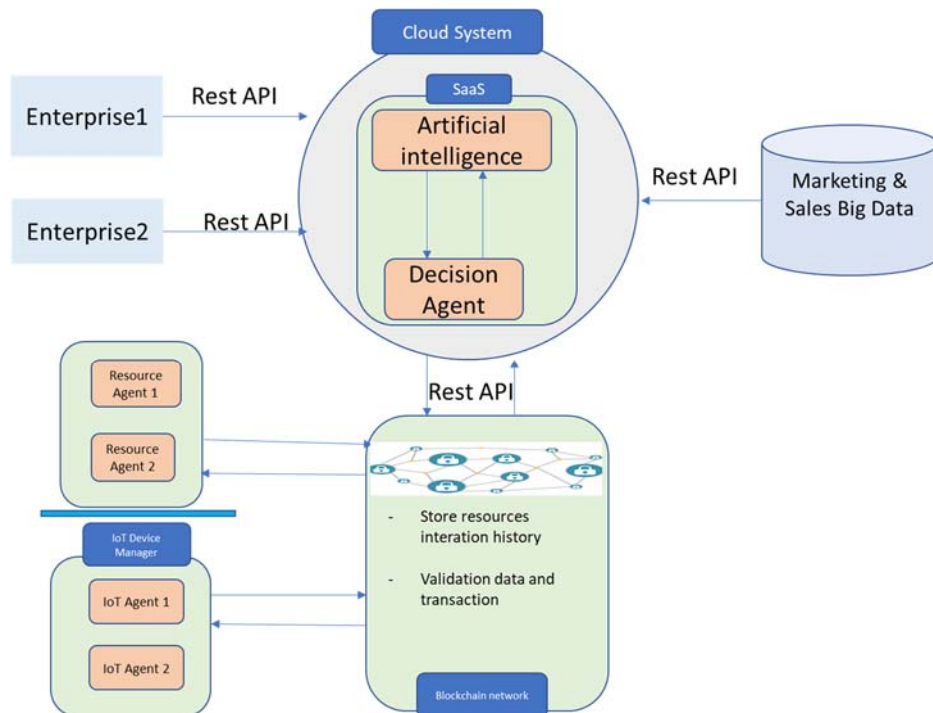 Cloud System
SaaS
Enterprise1
Rest API
Artificial
intelligence
Rest API
Marketing &
Sales Big Data
Enterprise2
Rest API
Decision
Agent
Resource
Agent 1
Rest API
Resource
Agent 2
- Store resources
interation history
IoT Device
Manager
- Validation data and
transaction
IoT Agent 1
IoT Agent 2
Blockchain network